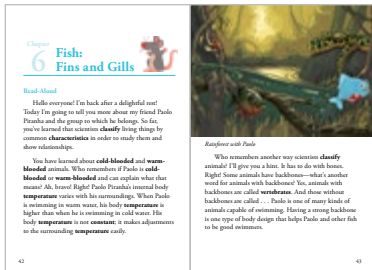 Chapter
6
Fish:
Fins and Gills
Read-Aloud
Hello everyone! I'm back after a delightful rest!
Today I'm going to tell you more about my friend Paolo
Piranha and the group to which he belongs. So far,
you've learned that scientists classify living things by
common characteristics in order to study them and
show relationships.
You have learned about cold-blooded and warm-
blooded animals. Who remembers if Paolo is cold-
blooded or warm-blooded and can explain what that
means? Ah, bravo! Right! Paolo Piranha's internal body
temperature varies with his surroundings. When Paolo
is swimming in warm water, his body temperature is
higher than when he is swimming in cold water. His
body temperature is not constant; it makes adjustments
to the surrounding temperature easily.
42
Rainforest with Paolo
Who remembers another way scientists classify
animals? I'll give you a hint. It has to do with bones.
Right! Some animals have backbones—what's another
word for animals with backbones? Yes, animals with
backbones are called vertebrates. And those without
backbones are called . . . Paolo is one of many kinds of
animals capable of swimming. Having a strong backbone
is one type of body design that helps Paolo and other fish
to be good swimmers.
43